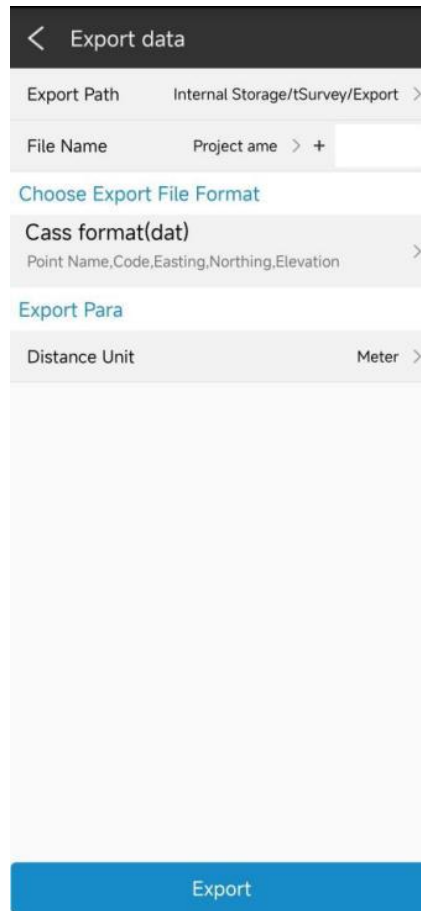 Export data
Export Path Internal Storage/tSurvey/Export
File Name Project ame > +
Choose Export File Format
Cass format(dat)
Point Name,Code,Easting,Northing,Elevation
Export Para
Distance Unit Meter
Export